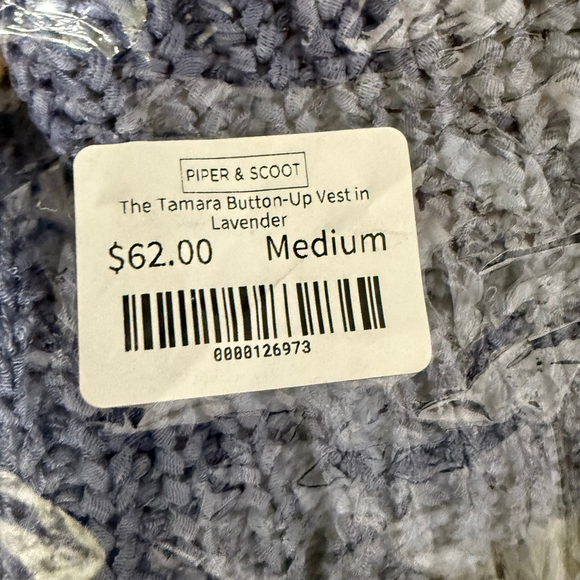 PIPER & SCOOT
The Tamara Button-Up Vest in
Lavender
$62.00 Medium
0000126973